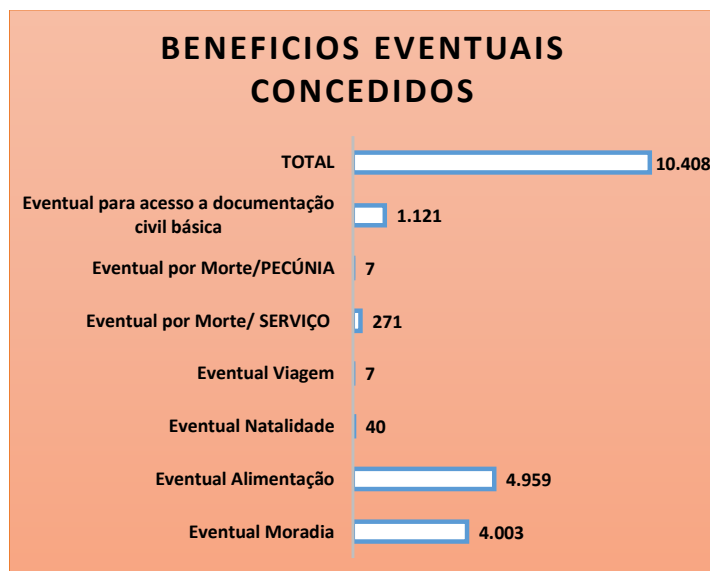 BENEFICIOS EVENTUAIS
CONCEDIDOS
TOTAL 10.408
Eventual para acesso a documentação
civil básica 1.121
Eventual por Morte/PECÚNIA 7
Eventual por Morte/ SERVIÇO 271
Eventual Viagem 7
Eventual Natalidade 40
Eventual Alimentação 4.959
Eventual Moradia 4.003